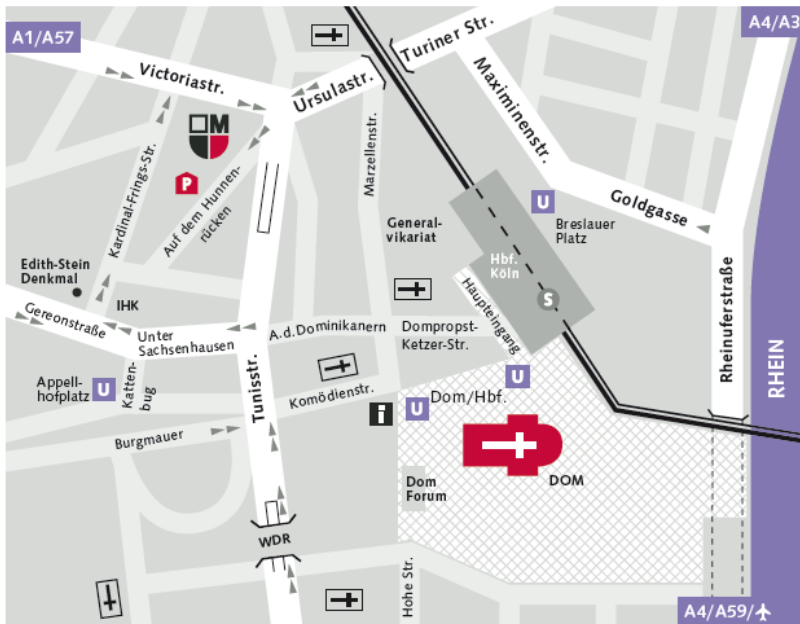 A1/A57
A4/A3
Turiner Str.
Victoriastr.
Ursulastr.
Maximinenstr.
M
P
Kardinal-Frings-Str.
Auf dem Hunnen-
rücken
Marzellenstr.
General-
vikariat
U
Breslauer
Platz
Goldgasse
Edith-Stein
Denkmal
Hbf.
Köln
S
Haupteingang
IHK
Gereonstraße
Unter
Sachsenhausen
A.d.Dominikanern
Dompropst-
Ketzer-Str.
Rheinuferstraße
RHEIN
Appell-
hofplatz
U
Katten-
bug
Tunisstr.
Komödienstr.
U
i
U
Dom/Hbf.
Burgmauer
Dom
Forum
DOM
WDR
Hohe Str.
A4/A59/